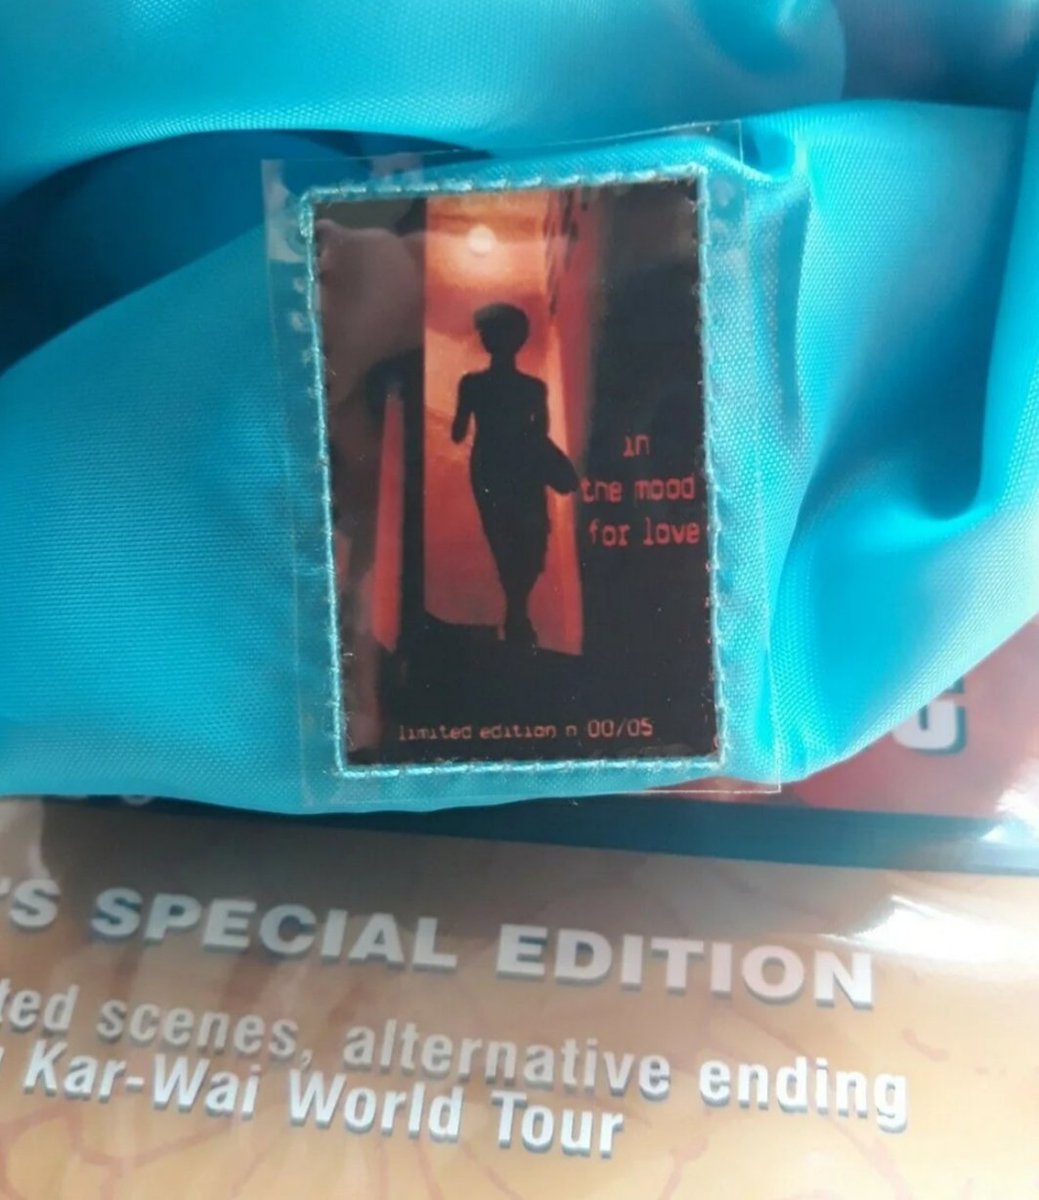 in
the mood
for love
limited edition n 00/05
G
'S SPECIAL EDITION
ted scenes, alternative ending
Kar-Wai World Tour